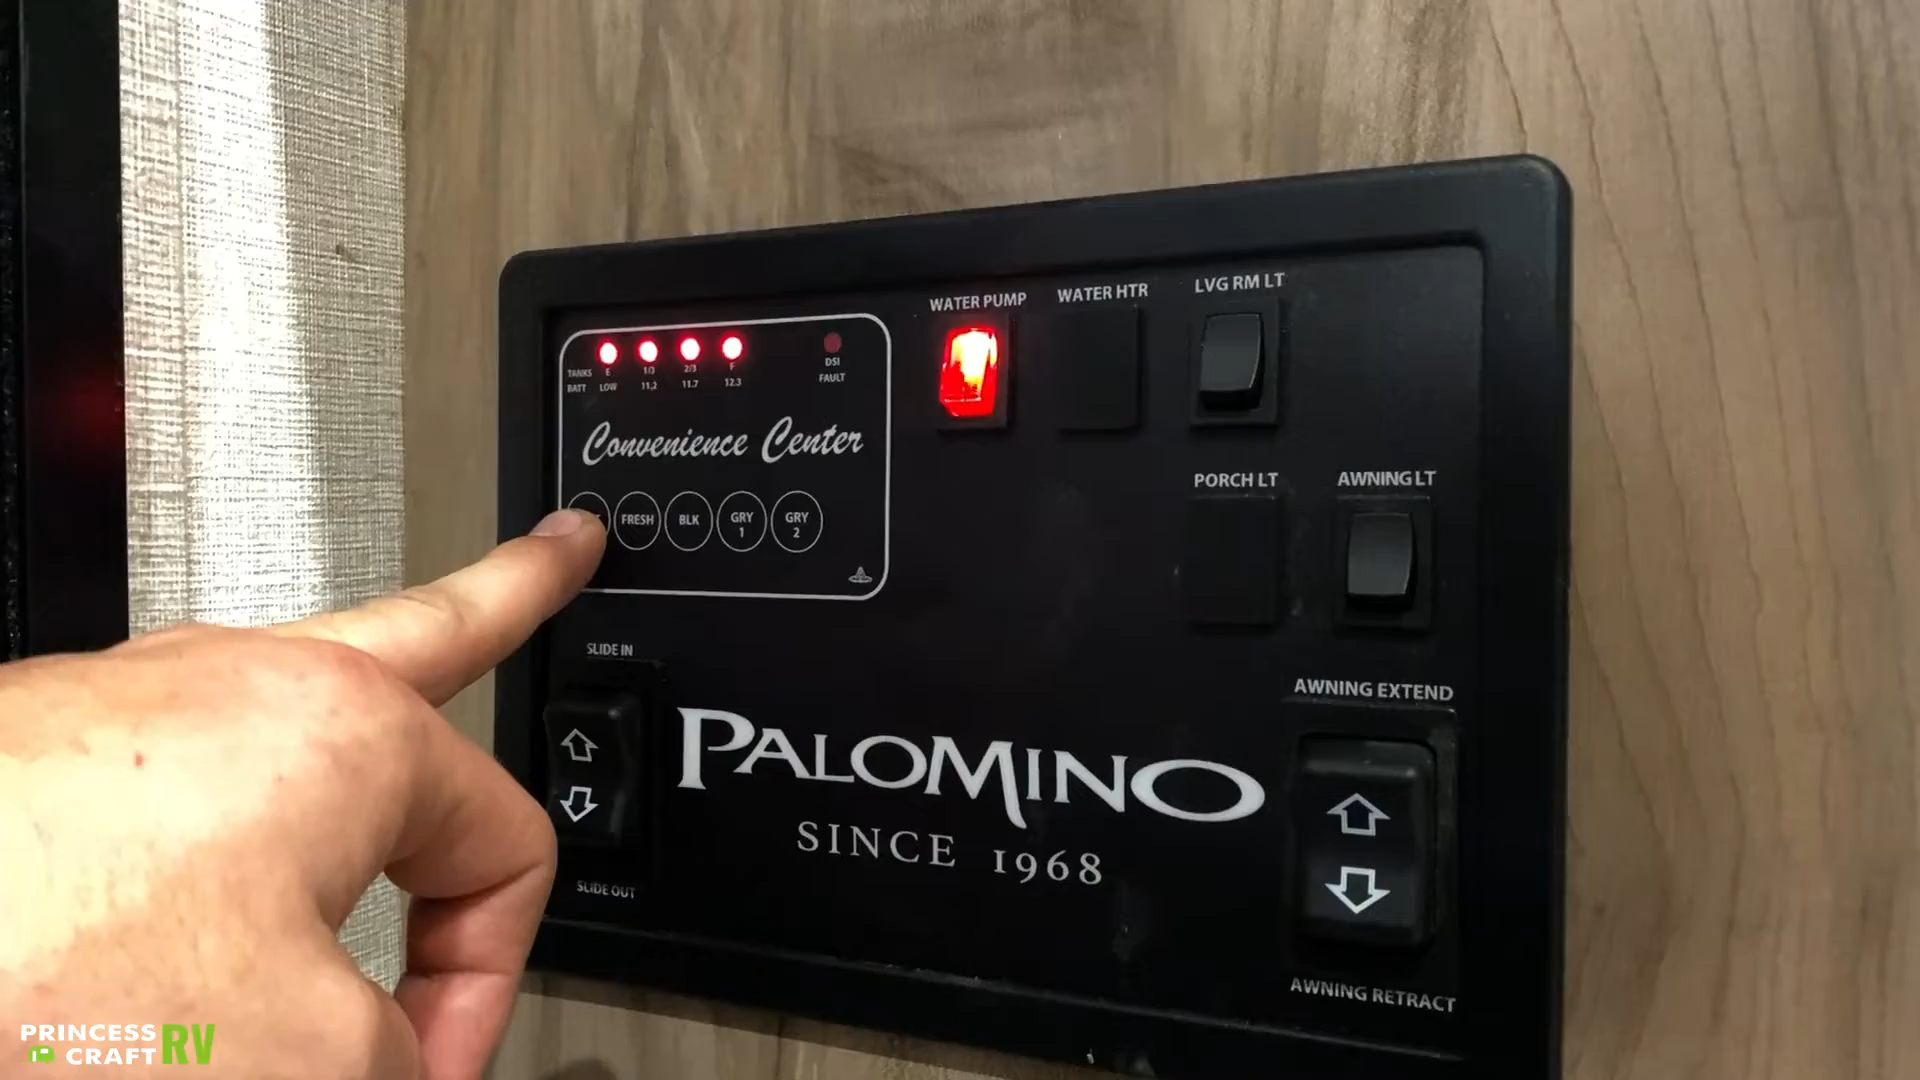 WATER PUMP
WATER HTR
LVG RM LT
TANKS E 1/3 2/3 F
BATT LOW 11.2 11.7 12.3
DSI
FAULT
Convenience Center
FRESH
BLK
GRY
1
GRY
2
PORCH LT
AWNING LT
SLIDE IN
SLIDE OUT
PALOMINO
SINCE 1968
AWNING EXTEND
AWNING RETRACT
PRINCESS
CRAFT RV